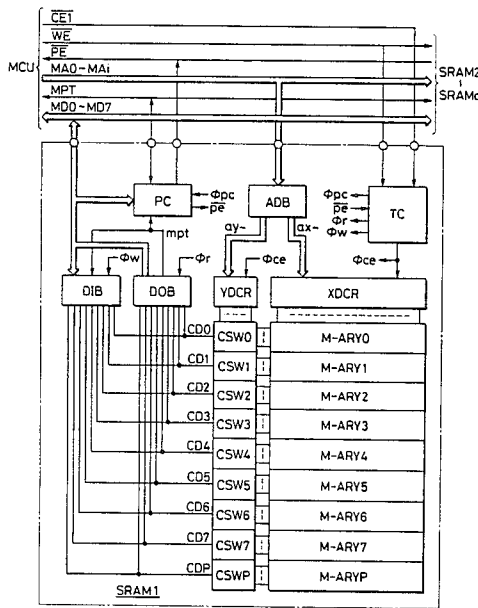 CE1
WE
PE
MCU
MA0~MAi
MPT
MD0~MD7
SRAM2
SRAMq
PC
Φpc
pe
ADB
Φpc
pe
Φr
Φw
TC
mpt
ay-
ax-
Φw
Φr
Φce
Φce
DIB
DOB
YDCR
XDCR
CD0
CSW0
M-ARY0
CD1
CSW1
M-ARY1
CD2
CSW2
M-ARY2
CD3
CSW3
M-ARY3
CD4
CSW4
M-ARY4
CD5
CSW5
M-ARY5
CD6
CSW6
M-ARY6
CD7
CSW7
M-ARY7
CDP
CSWP
M-ARYP
SRAM1